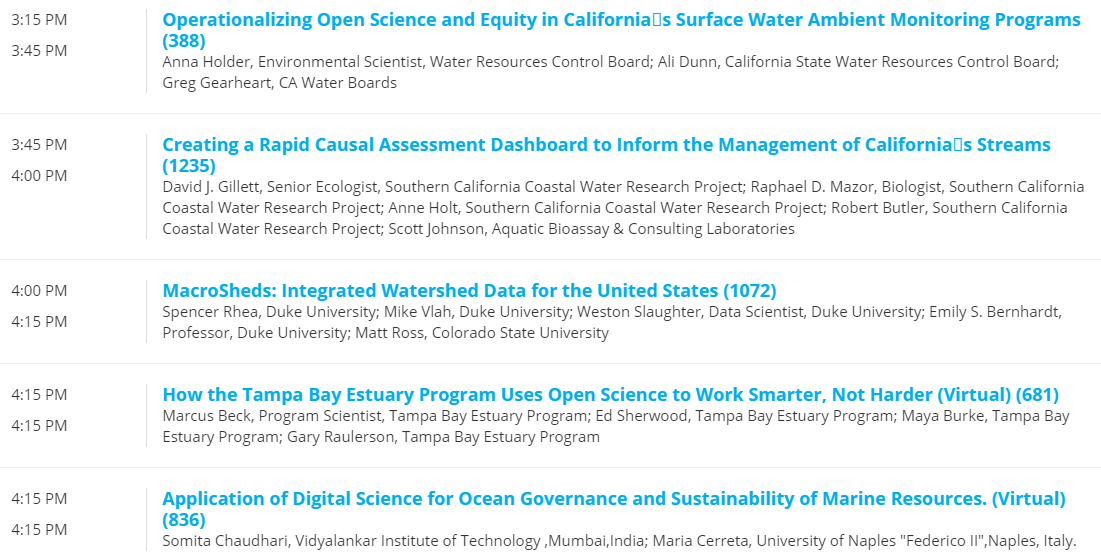 3:15 PM
3:45 PM
Operationalizing Open Science and Equity in California▯s Surface Water Ambient Monitoring Programs
(388)
Anna Holder, Environmental Scientist, Water Resources Control Board; Ali Dunn, California State Water Resources Control Board;
Greg Gearheart, CA Water Boards
3:45 PM
4:00 PM
Creating a Rapid Causal Assessment Dashboard to Inform the Management of California▯s Streams
(1235)
David J. Gillett, Senior Ecologist, Southern California Coastal Water Research Project; Raphael D. Mazor, Biologist, Southern California
Coastal Water Research Project; Anne Holt, Southern California Coastal Water Research Project; Robert Butler, Southern California
Coastal Water Research Project; Scott Johnson, Aquatic Bioassay & Consulting Laboratories
4:00 PM
4:15 PM
MacroSheds: Integrated Watershed Data for the United States (1072)
Spencer Rhea, Duke University; Mike Vlah, Duke University; Weston Slaughter, Data Scientist, Duke University; Emily S. Bernhardt,
Professor, Duke University; Matt Ross, Colorado State University
4:15 PM
4:15 PM
How the Tampa Bay Estuary Program Uses Open Science to Work Smarter, Not Harder (Virtual) (681)
Marcus Beck, Program Scientist, Tampa Bay Estuary Program; Ed Sherwood, Tampa Bay Estuary Program; Maya Burke, Tampa Bay
Estuary Program; Gary Raulerson, Tampa Bay Estuary Program
4:15 PM
4:15 PM
Application of Digital Science for Ocean Governance and Sustainability of Marine Resources. (Virtual)
(836)
Somita Chaudhari, Vidyalankar Institute of Technology ,Mumbai,India; Maria Cerreta, University of Naples "Federico II",Naples, Italy.